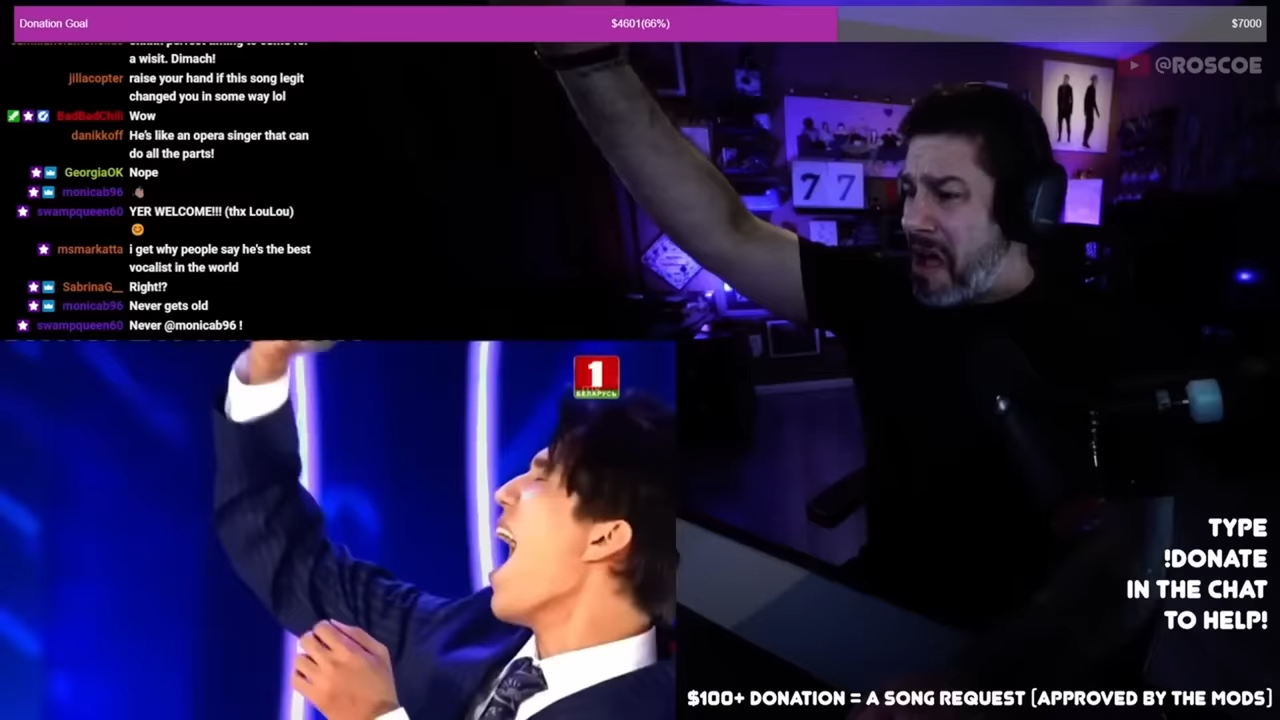 Donation Goal
$4601(66%)
$7000
@ROSCOE
a wisit. Dimach!
jillacopter raise your hand if this song legit
changed you in some way lol
BadBadChili Wow
danikkoff He's like an opera singer that can
do all the parts!
GeorgiaOK Nope
monicab96
swampqueen60 YER WELCOME!!! (thx LouLou)
msmarkatta i get why people say he's the best
vocalist in the world
SabrinaG__ Right!?
monicab96 Never gets old
swampqueen60 Never @monicab96 !
77
1
БЕЛАРУСЬ
TYPE
!DONATE
IN THE CHAT
TO HELP!
$100+ DONATION = A SONG REQUEST [APPROVED BY THE MODS]